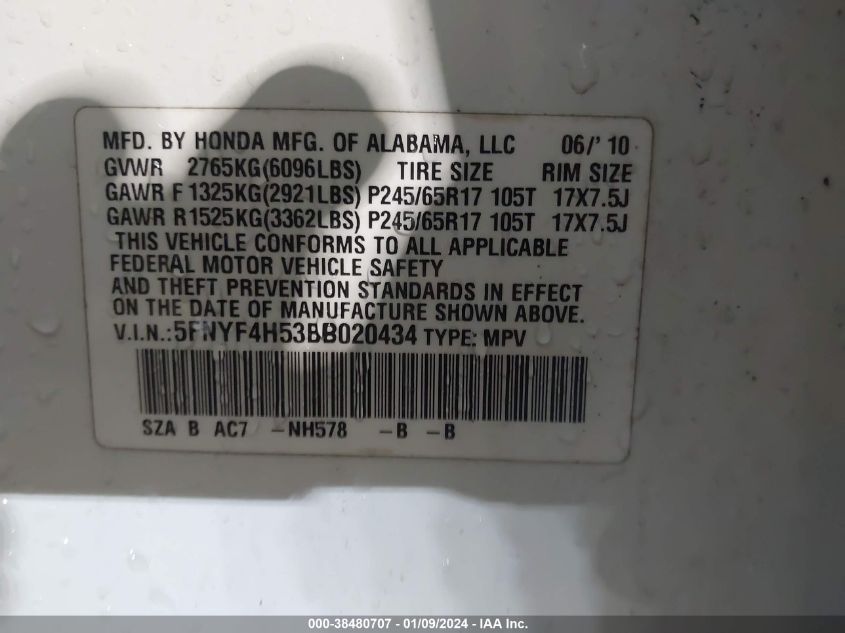 MFD. BY HONDA MFG. OF ALABAMA, LLC 06/'10
GVWR 2765KG(6096LBS) TIRE SIZE RIM SIZE
GAWR F 1325KG(2921LBS) P245/65R17 105T 17X7.5J
GAWR R 1525KG(3362LBS) P245/65R17 105T 17X7.5J
THIS VEHICLE CONFORMS TO ALL APPLICABLE
FEDERAL MOTOR VEHICLE SAFETY
AND THEFT PREVENTION STANDARDS IN EFFECT
ON THE DATE OF MANUFACTURE SHOWN ABOVE.
V.I.N.:5FNYF4H53BB020434 TYPE: MPV
SZA B AC7 -NH578 -B -B
000-38480707 - 01/09/2024 - IAA, Inc.